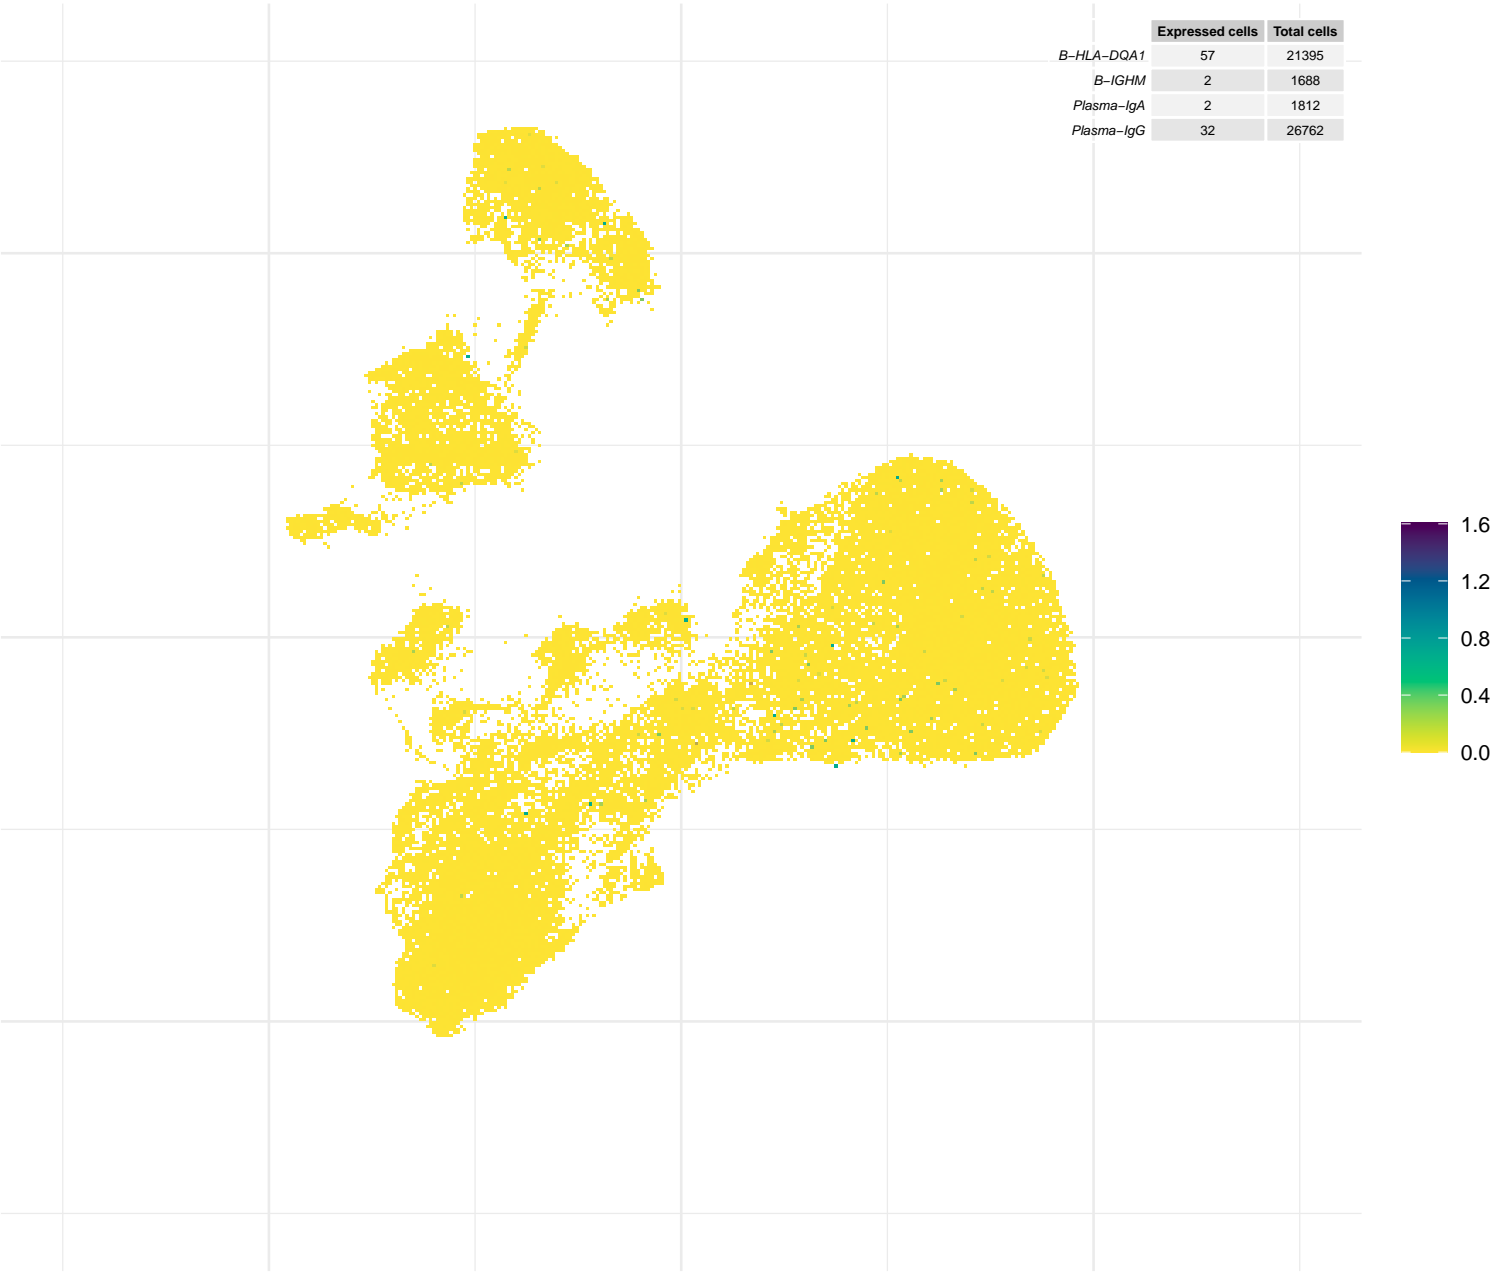 Expressed cells Total cells
B-HLA-DQA1 57 21395
B-IGHM 2 1688
Plasma-IgA 2 1812
Plasma-IgG 32 26762
1.6
1.2
0.8
0.4
0.0